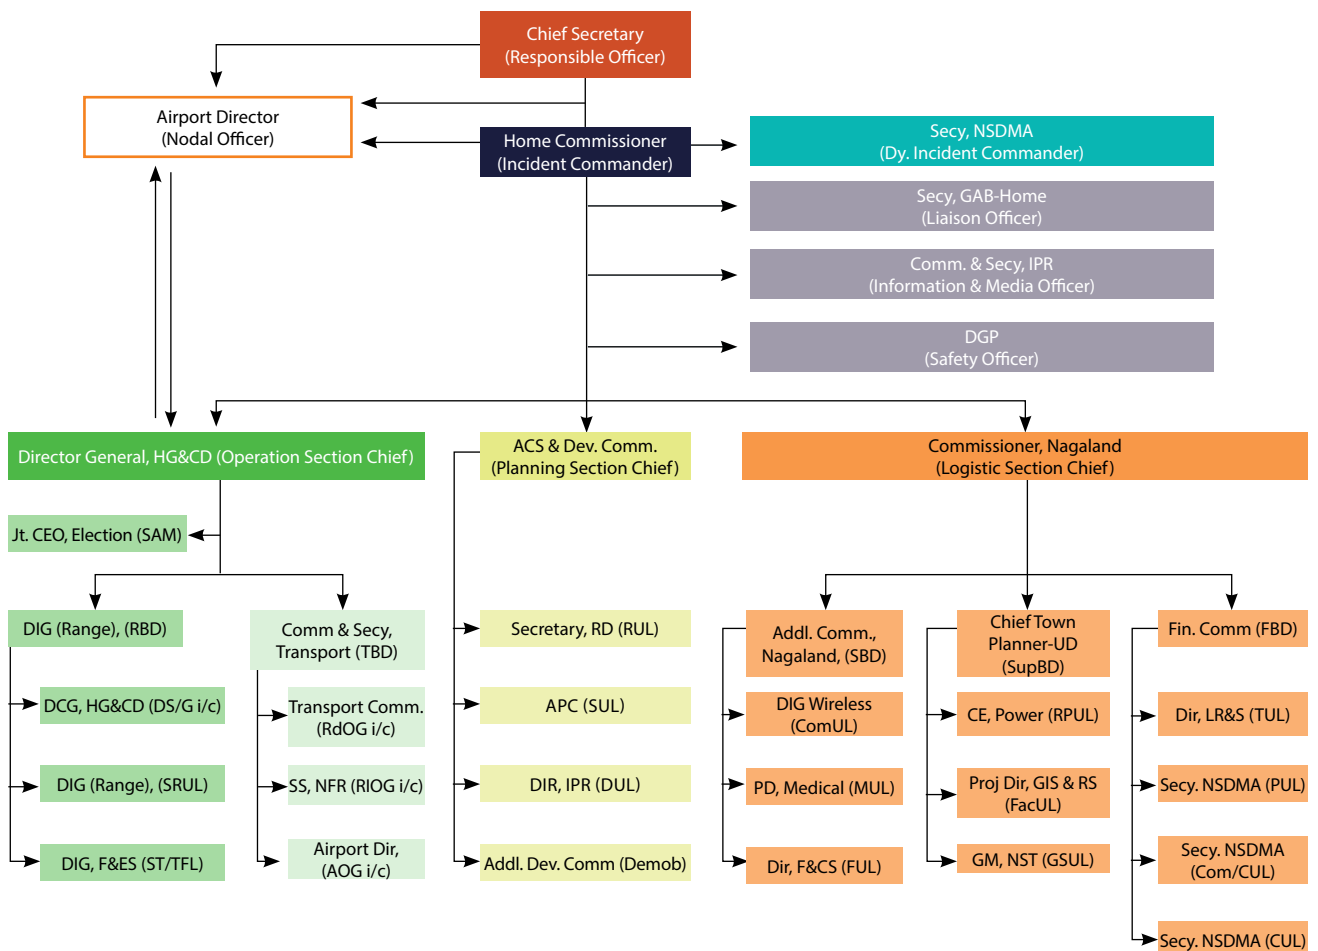 Chief Secretary
(Responsible Officer)
Airport Director
(Nodal Officer)
Home Commissioner
(Incident Commander)
Secy, NSDMA
(Dy. Incident Commander)
Secy, GAB-Home
(Liaison Officer)
Comm. & Secy, IPR
(Information & Media Officer)
DGP
(Safety Officer)
Director General, HG&CD (Operation Section Chief)
ACS & Dev. Comm.
(Planning Section Chief)
Commissioner, Nagaland
(Logistic Section Chief)
Jt. CEO, Election (SAM)
DIG (Range), (RBD)
DCG, HG&CD (DS/G i/c)
DIG (Range), (SRUL)
DIG, F&ES (ST/TFL)
Comm & Secy,
Transport (TBD)
Transport Comm.
(RdOG i/c)
SS, NFR (RIOG i/c)
Airport Dir,
(AOG i/c)
Secretary, RD (RUL)
APC (SUL)
DIR, IPR (DUL)
Addl. Dev. Comm (Demob)
Addl. Comm.,
Nagaland, (SBD)
DIG Wireless
(ComUL)
PD, Medical (MUL)
Dir, F&CS (FUL)
Chief Town
Planner-UD
(SupBD)
CE, Power (RPUL)
Proj Dir, GIS & RS
(FacUL)
GM, NST (GSUL)
Fin. Comm (FBD)
Dir, LR&S (TUL)
Secy. NSDMA (PUL)
Secy. NSDMA
(Com/CUL)
Secy. NSDMA (CUL)